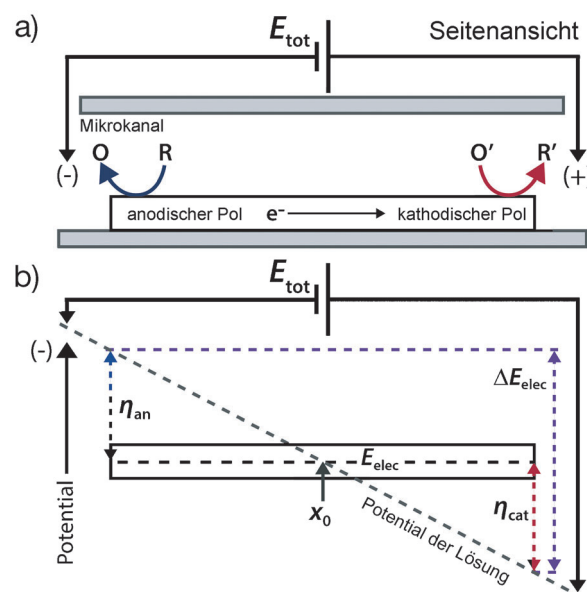 a)
E_tot
Seitenansicht
Mikrokanal
O R O' R'
(-) (+)
anodischer Pol e⁻ kathodischer Pol
b)
E_tot
(-)
ΔE_elec
η_an
E_elec
x_0
η_cat
Potential
Potential der Lösung